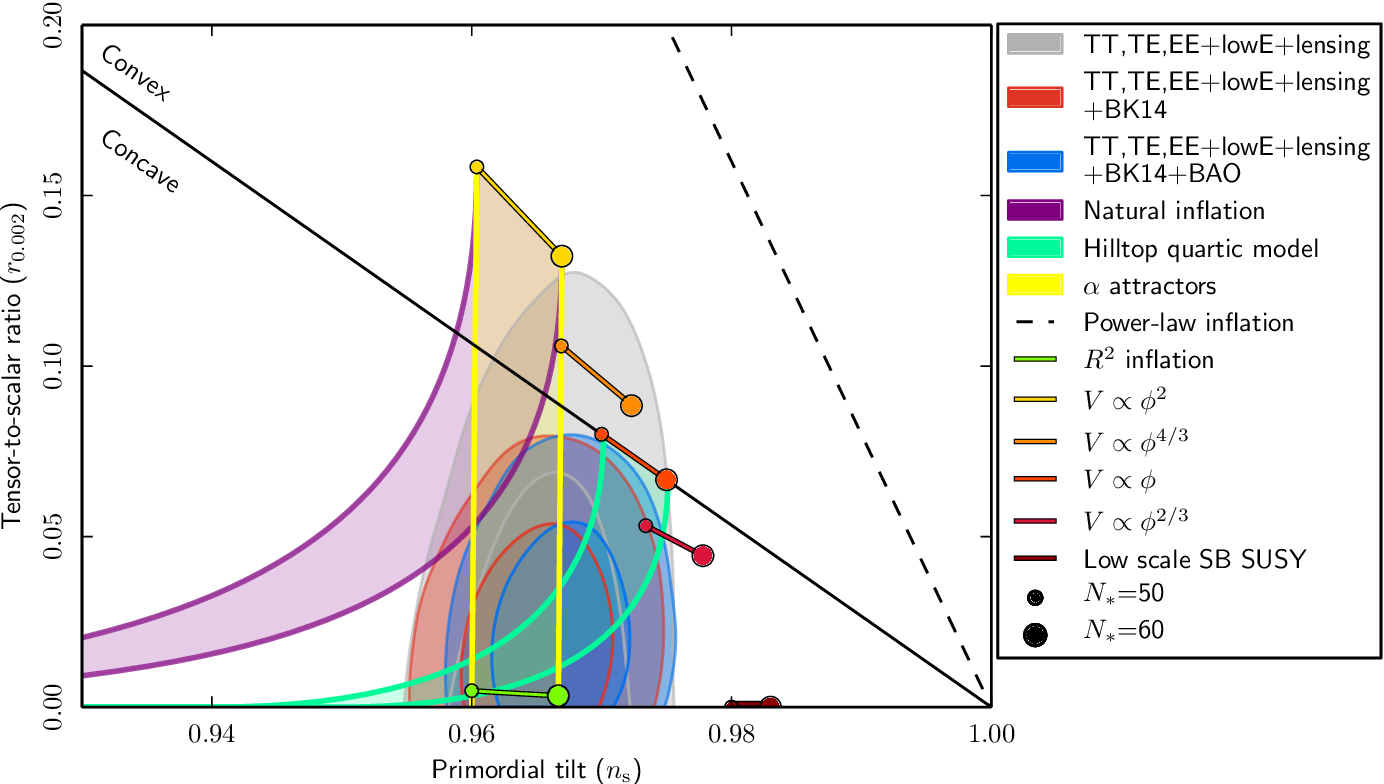 0.20
0.15
0.10
0.05
0.00
Tensor-to-scalar ratio (r₀.₀₀₂)
Convex
Concave
0.94 0.96 0.98 1.00
Primordial tilt (nₛ)
TT,TE,EE+lowE+lensing
TT,TE,EE+lowE+lensing
+BK14
TT,TE,EE+lowE+lensing
+BK14+BAO
Natural inflation
Hilltop quartic model
α attractors
Power-law inflation
R² inflation
V ∝ φ²
V ∝ φ^{4/3}
V ∝ φ
V ∝ φ^{2/3}
Low scale SB SUSY
N∗=50
N∗=60